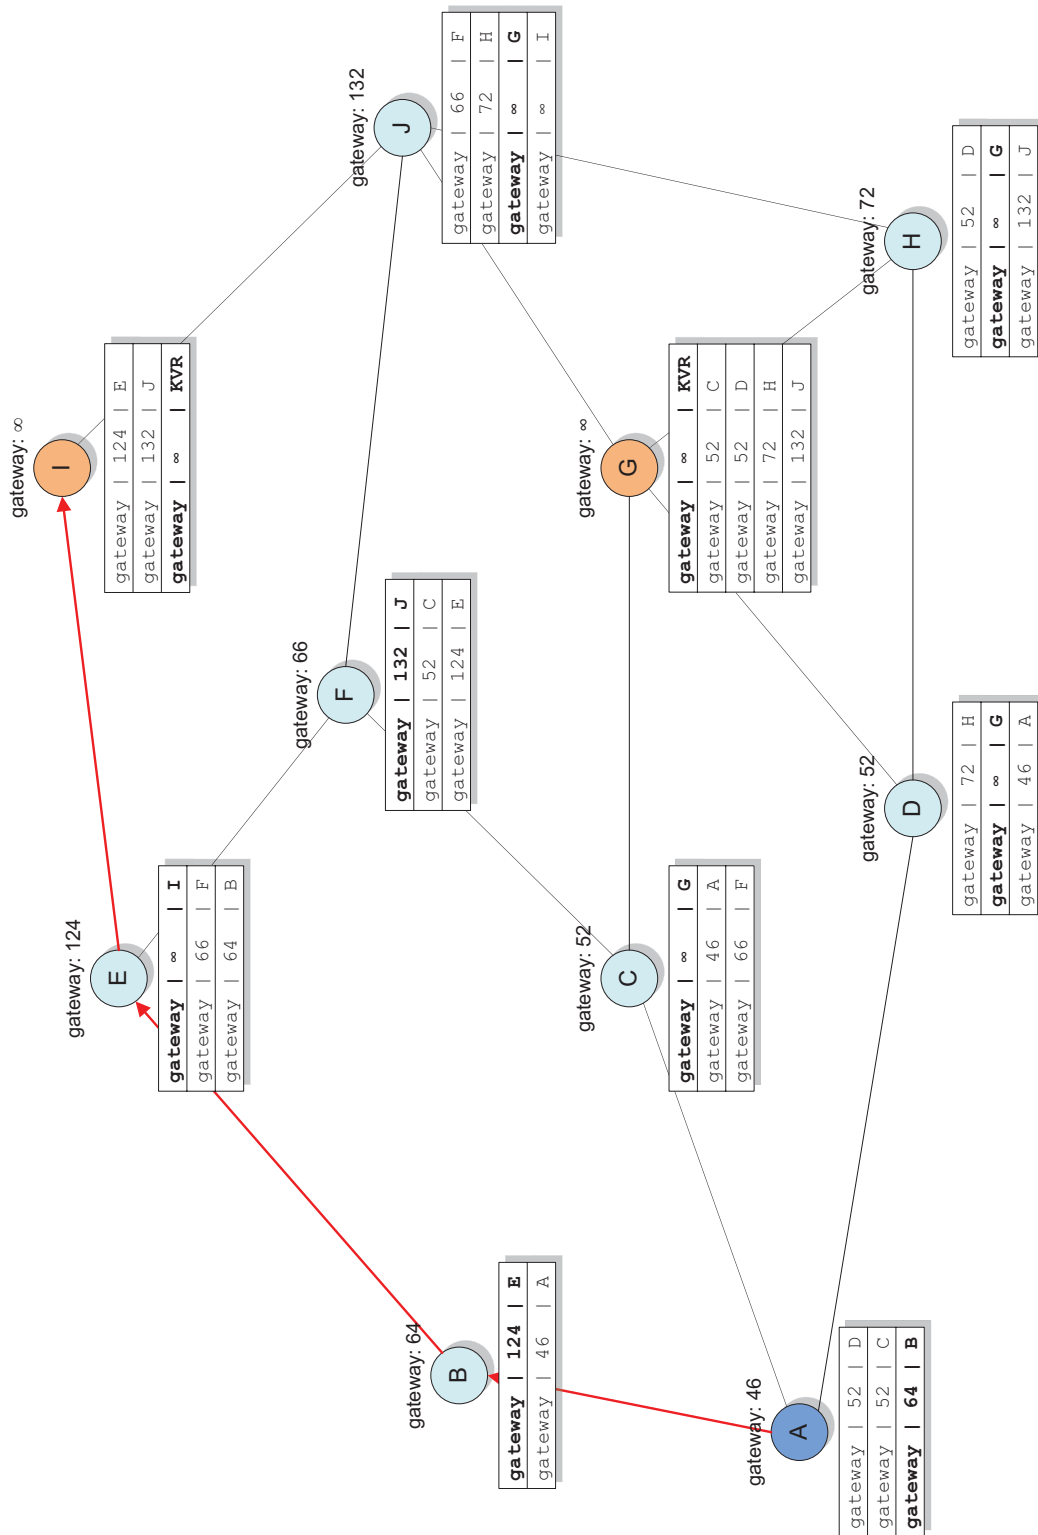 gateway: ∞
I
gateway | 124 | E
gateway | 132 | J
gateway | ∞ | KVR
gateway: 132
J
gateway | 66 | F
gateway | 72 | H
gateway | ∞ | G
gateway | ∞ | I
gateway: 124
E
gateway | ∞ | I
gateway | 66 | F
gateway | 64 | B
gateway: 66
F
gateway | 132 | J
gateway | 52 | C
gateway | 124 | E
gateway: 64
B
gateway | 124 | E
gateway | 46 | A
gateway: 52
C
gateway | ∞ | G
gateway | 46 | A
gateway | 66 | F
gateway: ∞
G
gateway | ∞ | KVR
gateway | 52 | C
gateway | 52 | D
gateway | 72 | H
gateway | 132 | J
gateway: 46
A
gateway | 52 | D
gateway | 52 | C
gateway | 64 | B
gateway: 52
D
gateway | 72 | H
gateway | ∞ | G
gateway | 46 | A
gateway: 72
H
gateway | 52 | D
gateway | ∞ | G
gateway | 132 | J